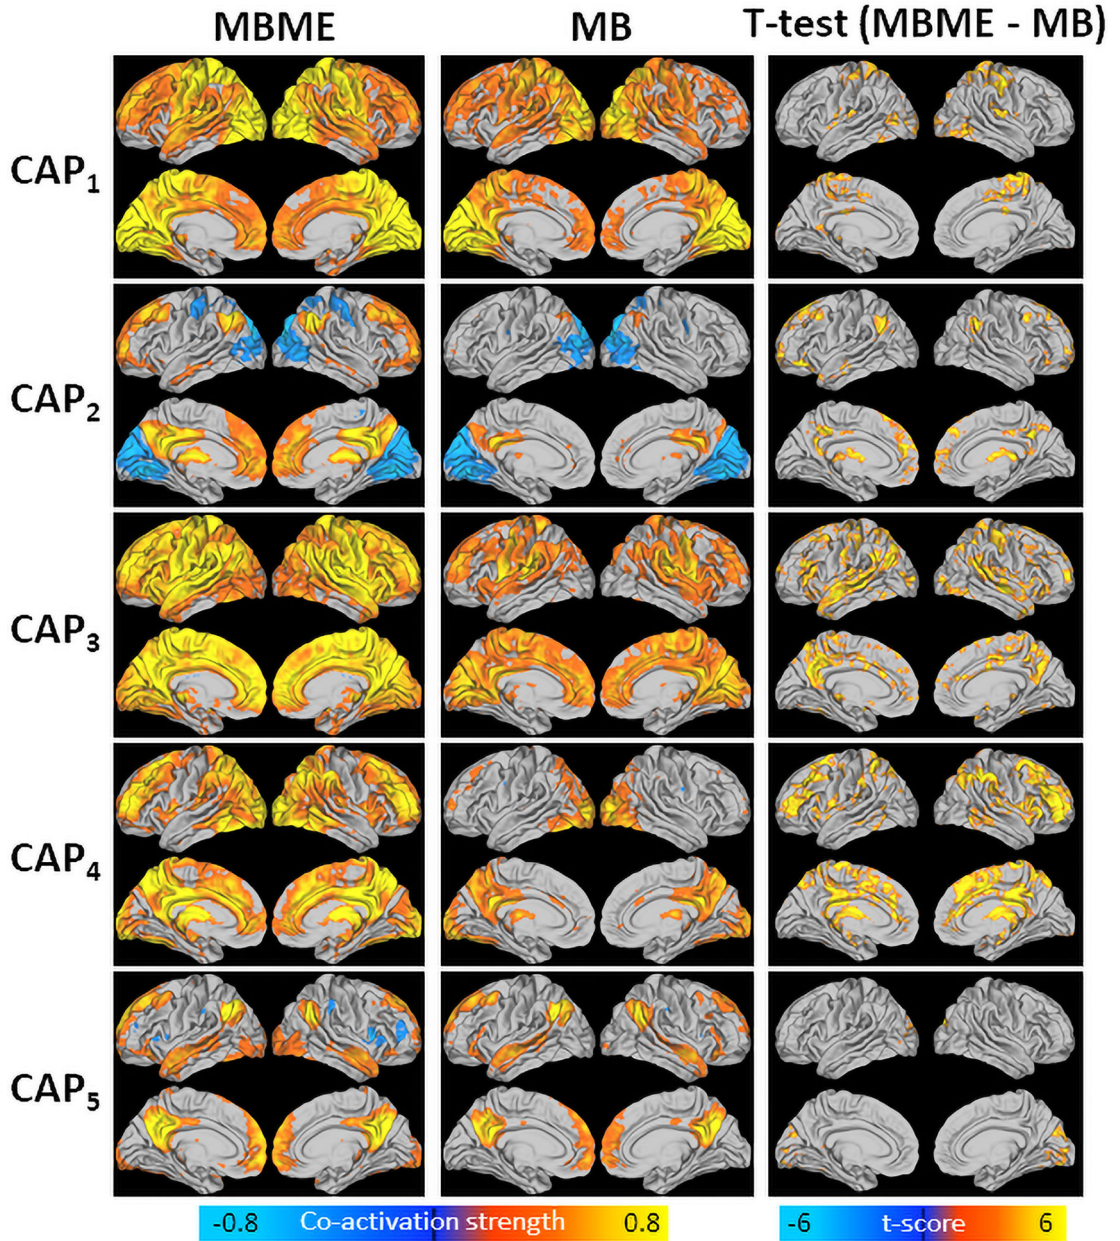 MBME MB T-test (MBME - MB)
CAP1
CAP2
CAP3
CAP4
CAP5
-0.8 Co-activation strength 0.8 -6 t-score 6